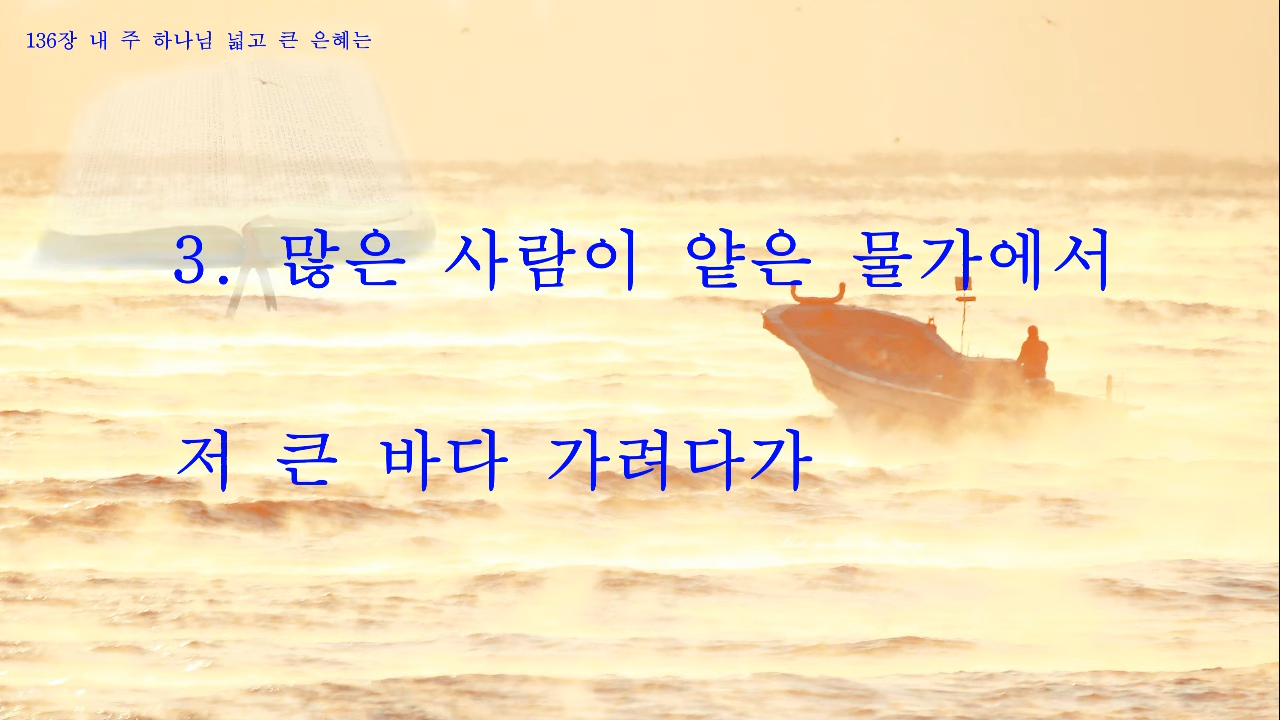 136장 내 주 하나님 넓고 큰 은혜는
3. 많은 사람이 얕은 물가에서
저 큰 바다 가려다가